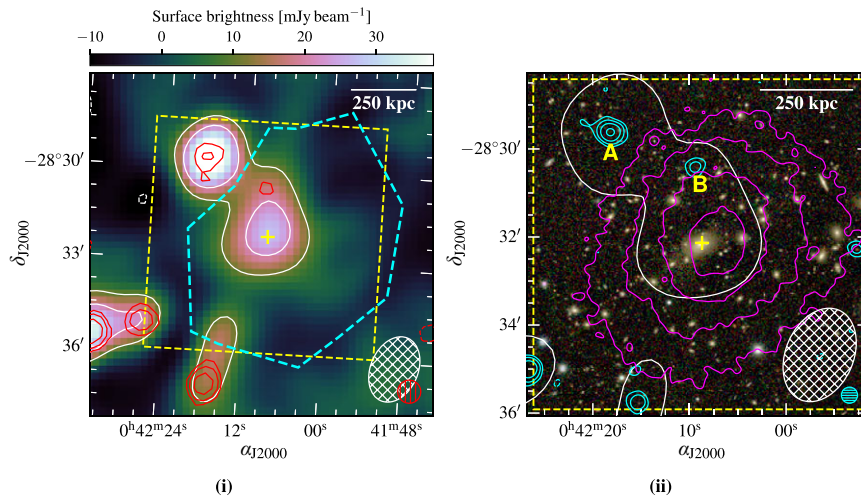 Surface brightness [mJy beam⁻¹]
−10 0 10 20 30
250 kpc
250 kpc
−28°30′
33′
36′
δJ2000
0ʰ42ᵐ24ˢ 12ˢ 00ˢ 41ᵐ48ˢ
αJ2000
(i)
A
B
−28°30′
32′
34′
36′
δJ2000
0ʰ42ᵐ20ˢ 10ˢ 00ˢ
αJ2000
(ii)